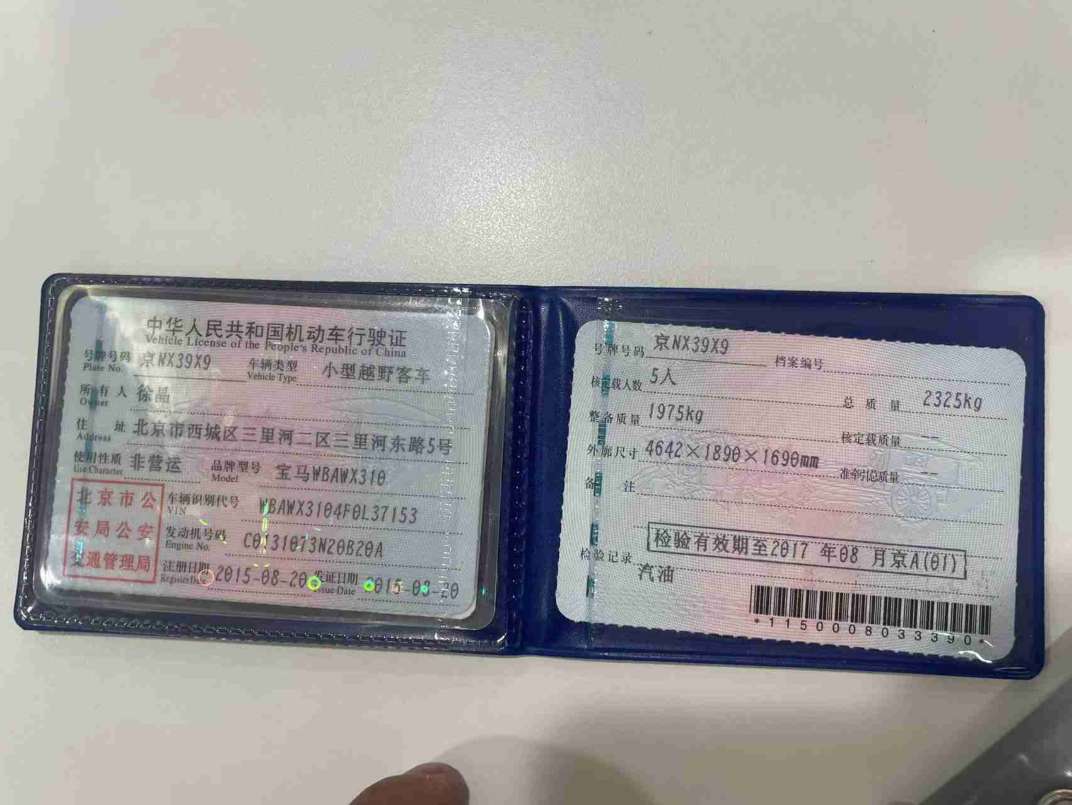 中华人民共和国机动车行驶证
Vehicle License of the People's Republic of China
号牌号码 京NX39X9 车辆类型 小型越野客车
Plate No. Vehicle Type
所有人 徐晶
Owner
住址 北京市西城区三里河二区三里河东路5号
Address
使用性质 非营运 品牌型号 宝马WBAWX310
Use Character Model
北京市公
安局公安
交通管理局
车辆识别代号 WBAWX3104F0L37153
VIN
发动机号码 C0131073N20B20A
Engine No.
注册日期 2015-08-20 发证日期 2015-08-20
Register Date Issue Date
号牌号码 京NX39X9 档案编号
核定载人数 5人 总质量 2325kg
整备质量 1975kg 核定载质量 --
外廓尺寸 4642×1890×1690mm 准牵引总质量 --
备注
检验记录 检验有效期至2017年08月京A(01)
汽油
*1150008033390*